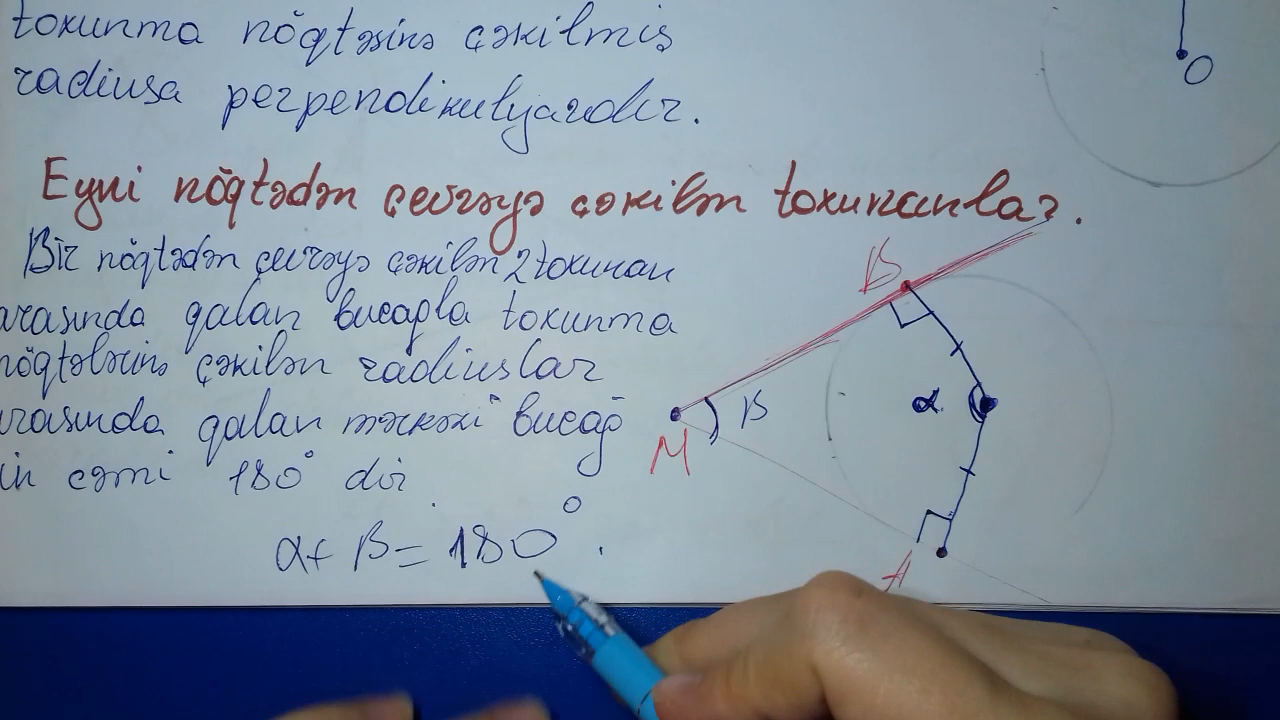 toxunma nöqtəsinə çəkilmiş
radiusa perpendikulyardır.
O
Eyni nöqtədən çevrəyə çəkilən toxunanlar.
Bir nöqtədən çevrəyə çəkilən 2 toxunan
arasında qalan bucaqla toxunma
nöqtələrinə çəkilən radiuslar
arasında qalan mərkəzi bucağ
ın cəmi 180° dir.
α+β=180°.
B
α
β
M
A